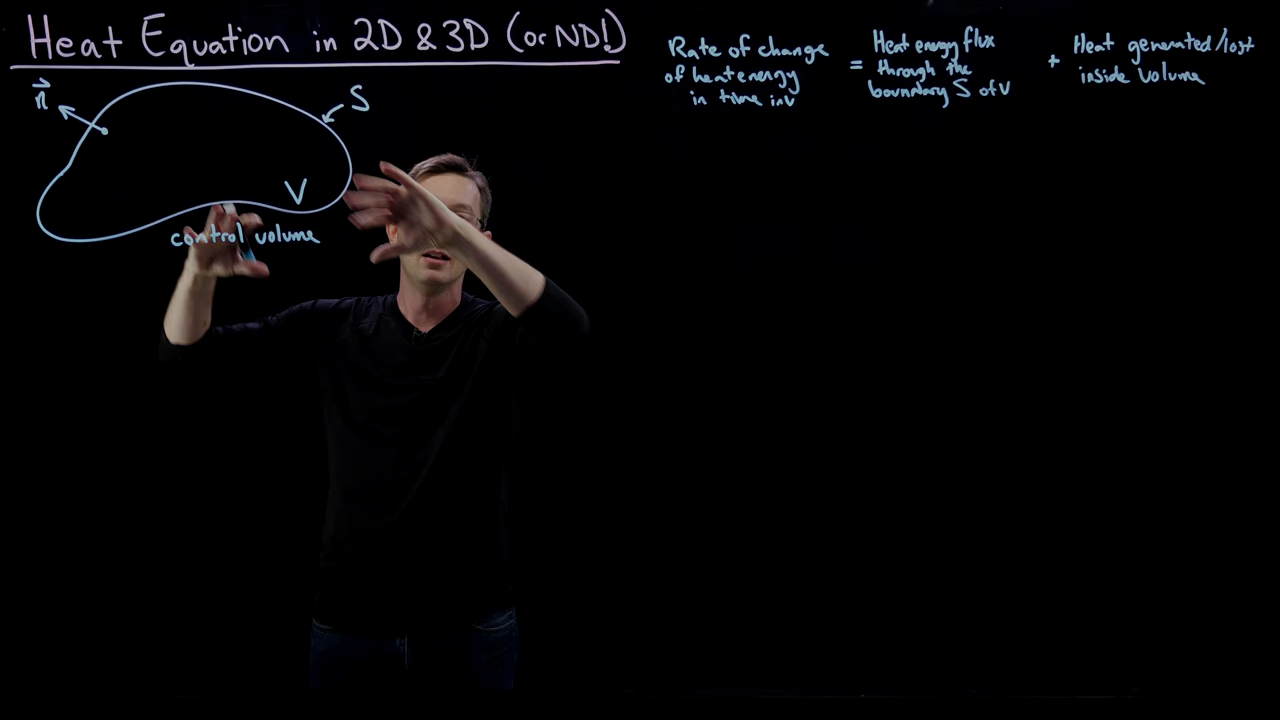 Heat Equation in 2D & 3D (or ND!)
n
S
V
control volume
Rate of change
of heat energy
in time in V
=
Heat energy flux
through the
boundary S of V
+
Heat generated/lost
inside volume